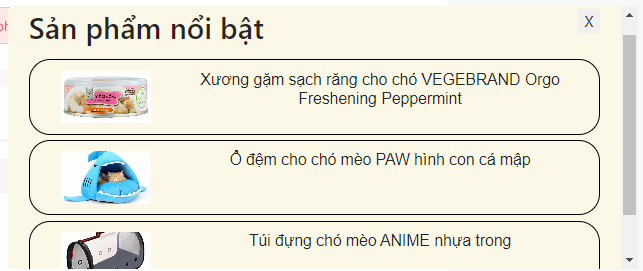 Sản phẩm nổi bật
X
Xương gặm sạch răng cho chó VEGEBRAND Orgo
Freshening Peppermint
Ổ đệm cho chó mèo PAW hình con cá mập
Túi đựng chó mèo ANIME nhựa trong